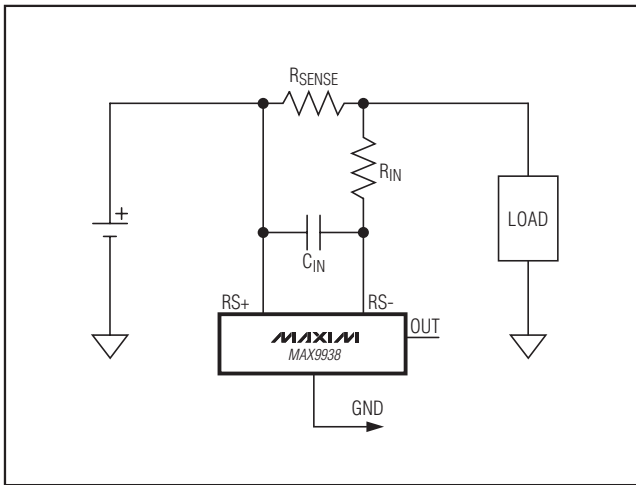 RSENSE
RIN
+
LOAD
CIN
RS+
RS-
OUT
MAXIM
MAX9938
GND